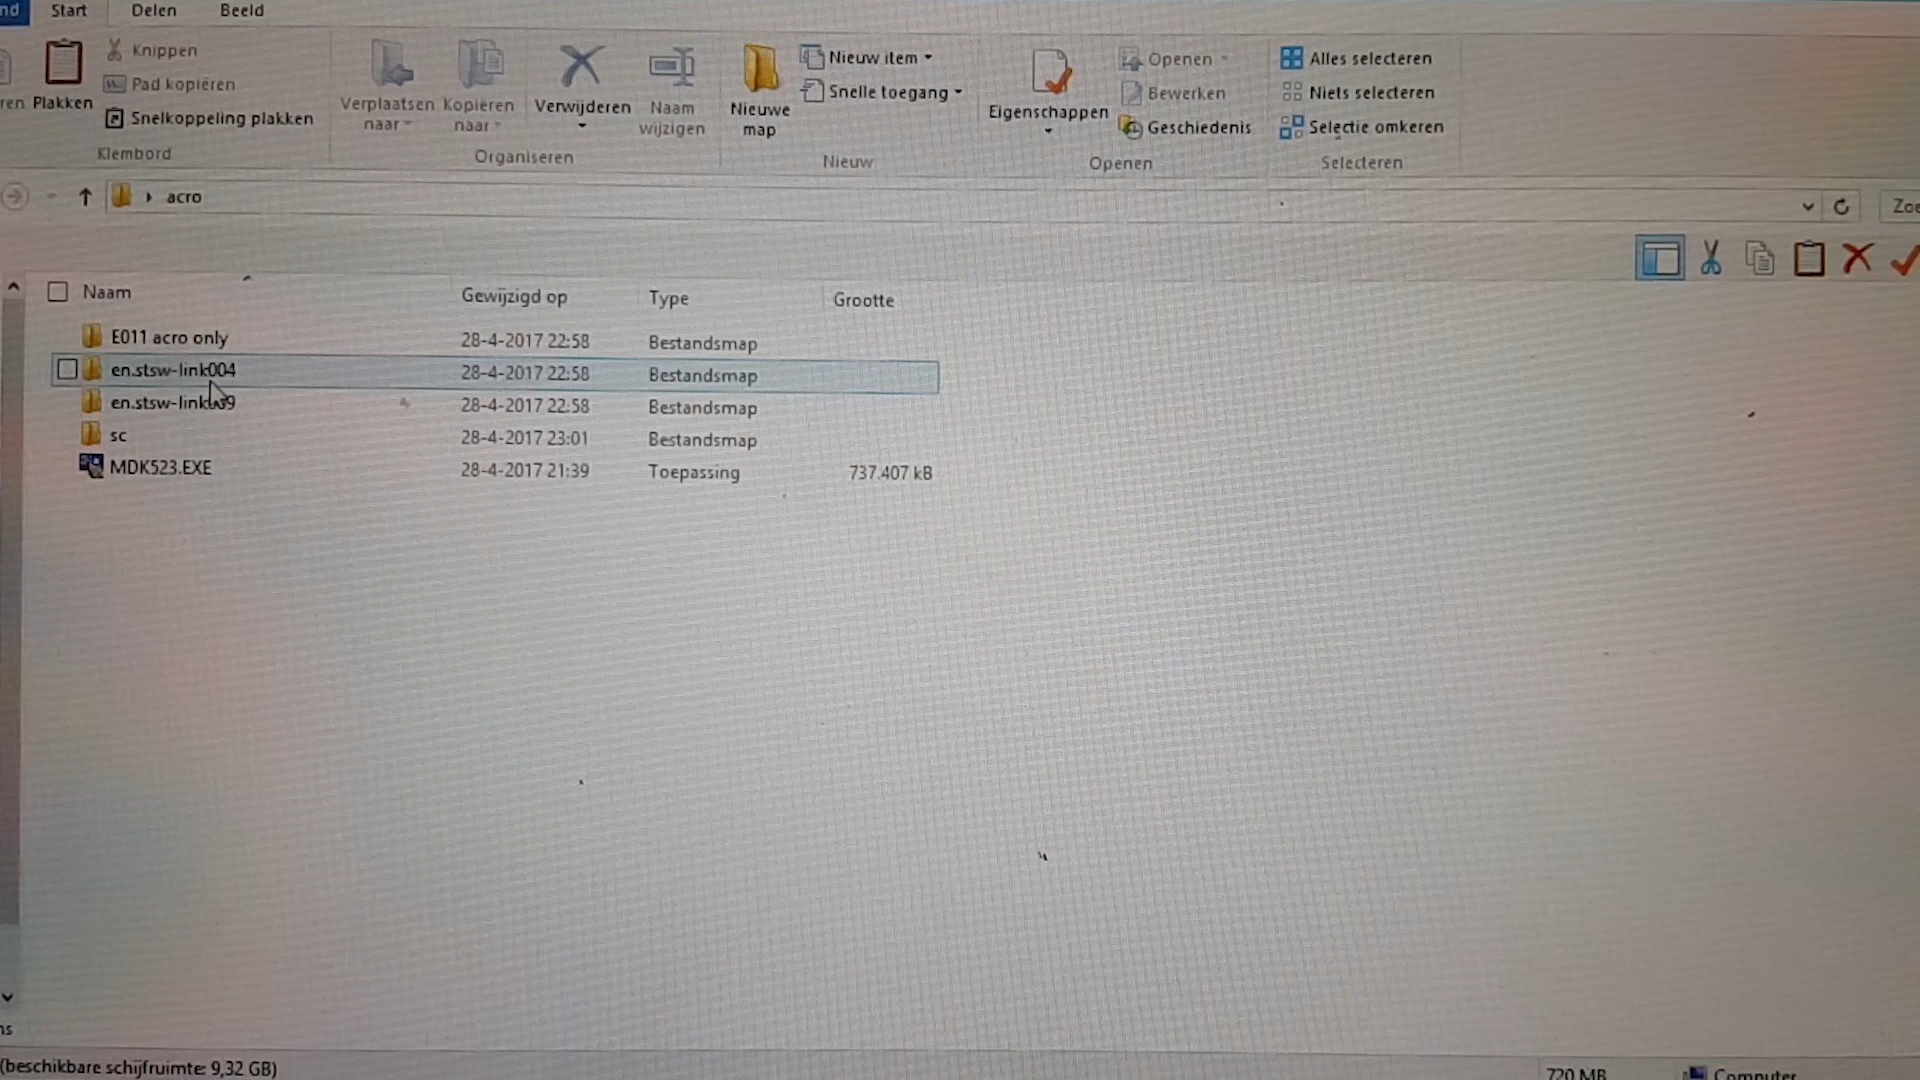 Start Delen Beeld
Plakken
Knippen
Pad kopiëren
Snelkoppeling plakken
Klembord
Verplaatsen naar
Kopiëren naar
Verwijderen
Naam wijzigen
Organiseren
Nieuwe map
Nieuw item
Snelle toegang
Nieuw
Eigenschappen
Openen
Bewerken
Geschiedenis
Openen
Alles selecteren
Niets selecteren
Selectie omkeren
Selecteren
acro
Naam Gewijzigd op Type Grootte
E011 acro only 28-4-2017 22:58 Bestandsmap
en.stsw-link004 28-4-2017 22:58 Bestandsmap
28-4-2017 22:58 Bestandsmap
sc 28-4-2017 23:01 Bestandsmap
MDK523.EXE 28-4-2017 21:39 Toepassing 737.407 kB
(beschikbare schijfruimte: 9,32 GB) 720 MB Computer